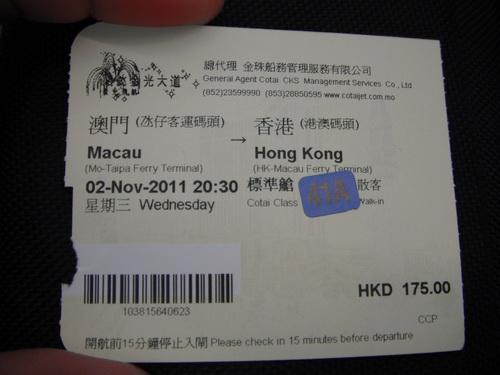 金光大道
總代理 金珠船務管理服務有限公司
General Agent Cotai CKS Management Services Co., Ltd.
(852)23599990 (853)28850595 www.cotaijet.com.mo
澳門 (氹仔客運碼頭) → 香港 (港澳碼頭)
Macau Hong Kong
(Mo-Taipa Ferry Terminal) (HK-Macau Ferry Terminal)
02-Nov-2011 20:30 標準艙 41A 散客
星期三 Wednesday Cotai Class Walk-in
103815640623
HKD 175.00
CCP
開航前15分鐘停止入閘 Please check in 15 minutes before departure